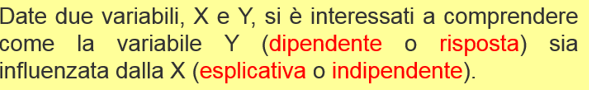 Date due variabili, X e Y, si è interessati a comprendere
come la variabile Y (dipendente o risposta) sia
influenzata dalla X (esplicativa o indipendente).